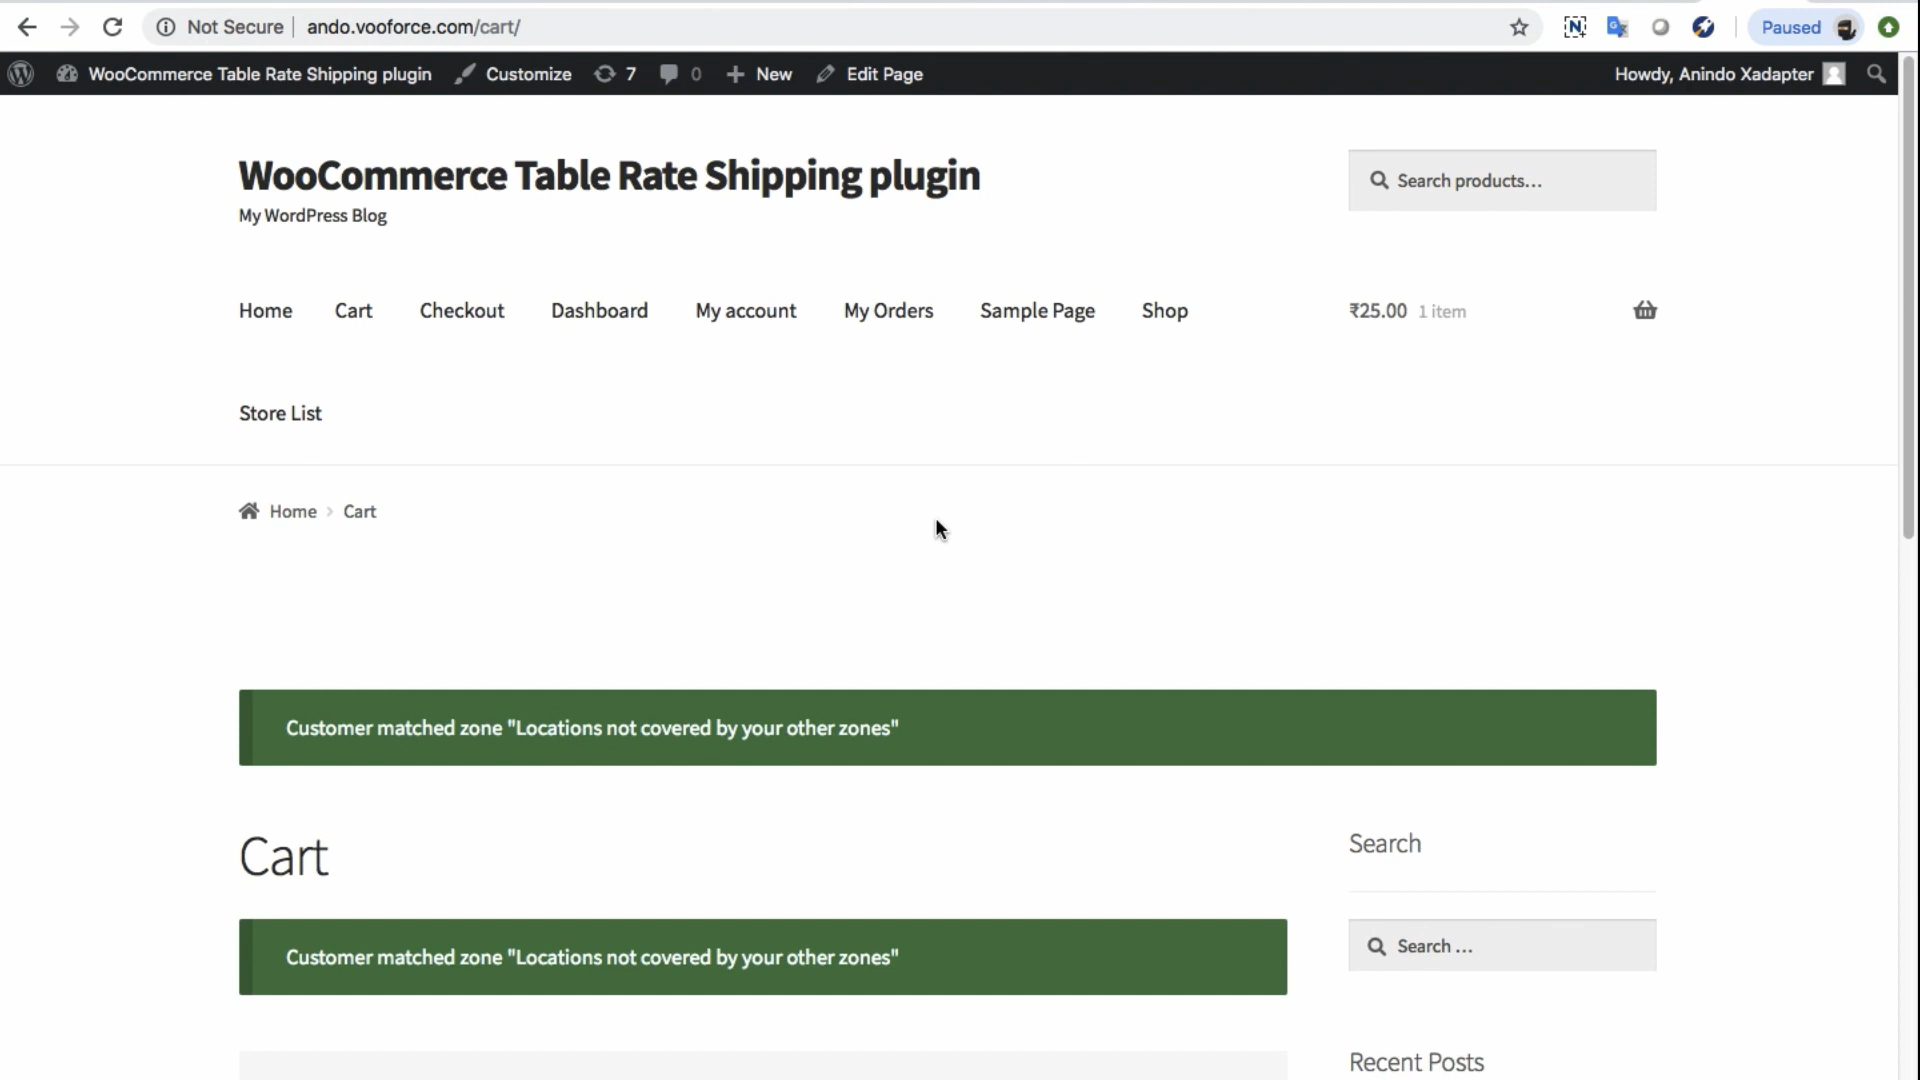 Not Secure ando.vooforce.com/cart/ Paused
WooCommerce Table Rate Shipping plugin Customize 7 0 New Edit Page Howdy, Anindo Xadapter
WooCommerce Table Rate Shipping plugin
My WordPress Blog
Search products…
Home Cart Checkout Dashboard My account My Orders Sample Page Shop
₹25.00 1 item
Store List
Home Cart
Customer matched zone "Locations not covered by your other zones"
Cart
Search
Customer matched zone "Locations not covered by your other zones"
Search …
Recent Posts